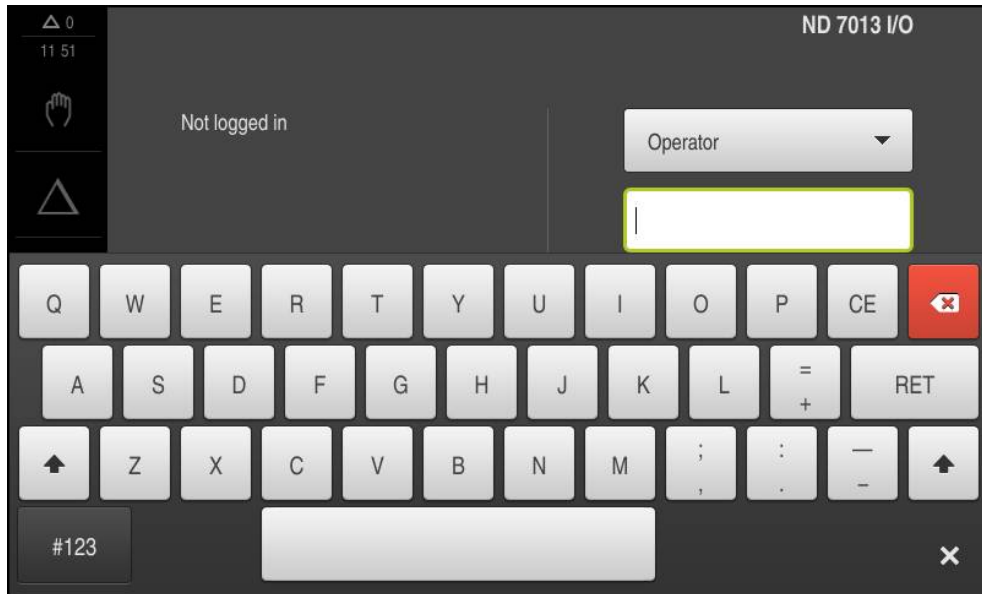 0
ND 7013 I/O
11 51
Not logged in
Operator
Q W E R T Y U I O P CE
A S D F G H J K L = + RET
Z X C V B N M ; , : . — –
#123